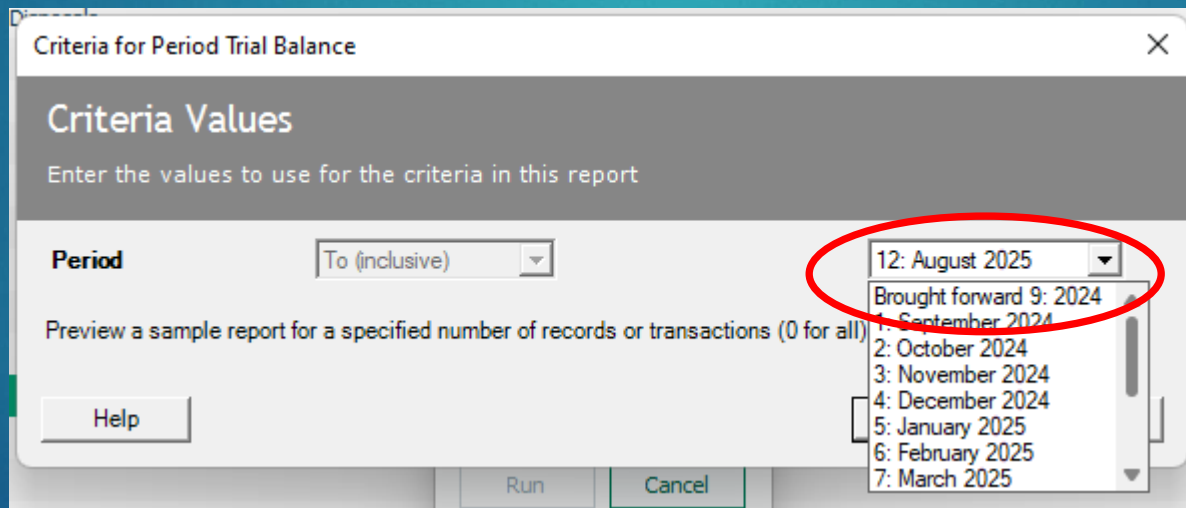 Disposals
Criteria for Period Trial Balance
Criteria Values
Enter the values to use for the criteria in this report
Period
To (inclusive)
12: August 2025
Brought forward 9: 2024
1: September 2024
Preview a sample report for a specified number of records or transactions (0 for all)
2: October 2024
3: November 2024
4: December 2024
5: January 2025
6: February 2025
7: March 2025
Help
Run
Cancel